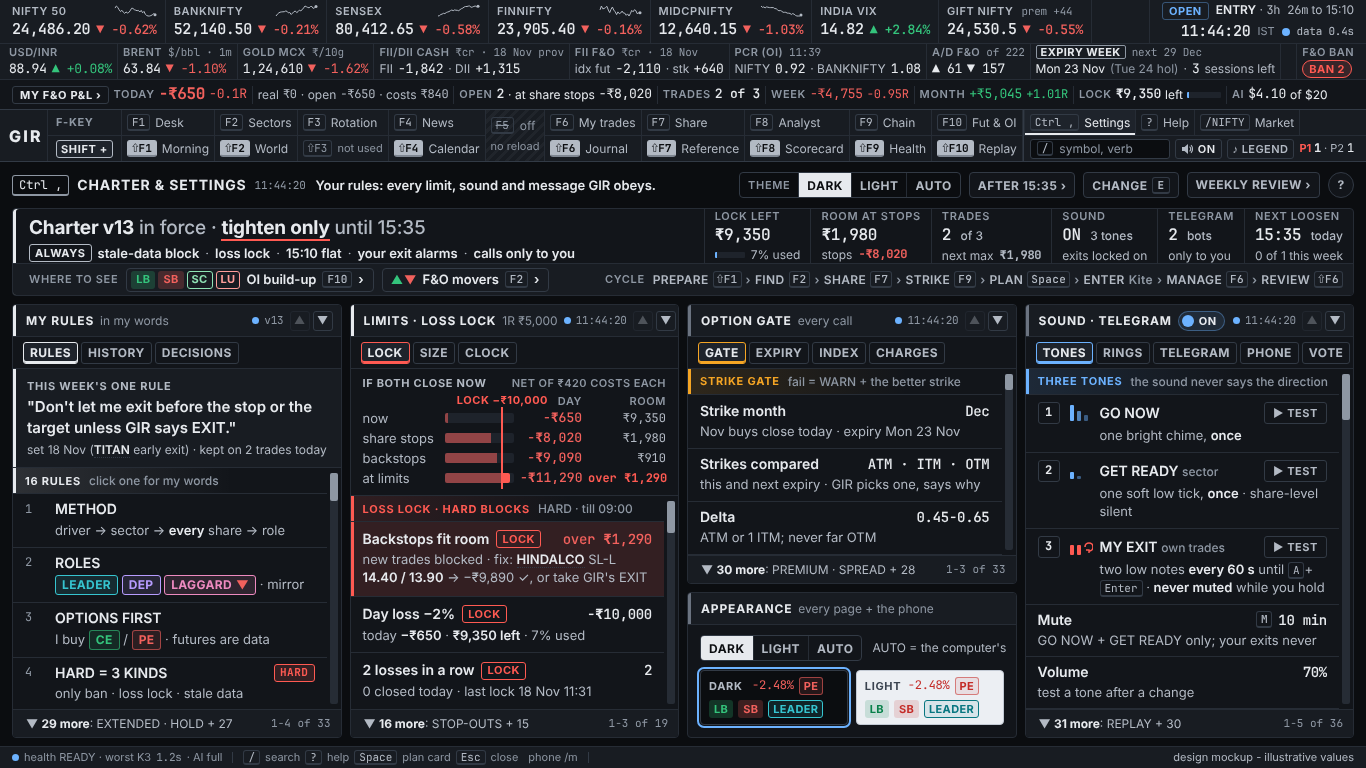 NIFTY 50 BANKNIFTY SENSEX FINNIFTY MIDCPNIFTY INDIA VIX GIFT NIFTY prem +44 OPEN ENTRY · 3h 26m to 15:10
24,486.20 ▼ -0.62% 52,140.50 ▼ -0.21% 80,412.65 ▼ -0.58% 23,905.40 ▼ -0.16% 12,640.15 ▼ -1.03% 14.82 ▲ +2.84% 24,530.5 ▼ -0.55% 11:44:20 IST ● data 0.4s
USD/INR BRENT $/bbl · 1m GOLD MCX ₹/10g FII/DII CASH ₹cr · 18 Nov prov FII F&O ₹cr · 18 Nov PCR (OI) 11:39 A/D F&O of 222 EXPIRY WEEK next 29 Dec F&O BAN
88.94 ▲ +0.08% 63.84 ▼ -1.10% 1,24,610 ▼ -1.62% FII -1,842 · DII +1,315 idx fut -2,110 · stk +640 NIFTY 0.92 · BANKNIFTY 1.08 ▲ 61 ▼ 157 Mon 23 Nov (Tue 24 hol) · 3 sessions left BAN 2
MY F&O P&L › TODAY -₹650 -0.1R real ₹0 · open -₹650 · costs ₹840 OPEN 2 · at share stops -₹8,020 TRADES 2 of 3 WEEK -₹4,755 -0.95R MONTH +₹5,045 +1.01R LOCK ₹9,350 left AI $4.10 of $20
GIR F-KEY F1 Desk F2 Sectors F3 Rotation F4 News F5 off F6 My trades F7 Share F8 Analyst F9 Chain F10 Fut & OI Ctrl , Settings ? Help /NIFTY Market
SHIFT + ⇧F1 Morning ⇧F2 World ⇧F3 not used ⇧F4 Calendar no reload ⇧F6 Journal ⇧F7 Reference ⇧F8 Scorecard ⇧F9 Health ⇧F10 Replay / symbol, verb ON ♪ LEGEND P1 1 · P2 1
Ctrl , CHARTER & SETTINGS 11:44:20 Your rules: every limit, sound and message GIR obeys. THEME DARK LIGHT AUTO AFTER 15:35 › CHANGE E WEEKLY REVIEW › ?
Charter v13 in force · tighten only until 15:35
ALWAYS stale-data block · loss lock · 15:10 flat · exit alarms · calls only to you
LOCK LEFT ROOM AT STOPS TRADES SOUND TELEGRAM NEXT LOOSEN
₹9,350 ₹1,980 2 of 3 ON 3 tones 2 bots 15:35 today
7% used stops -₹8,020 next max ₹1,980 exits locked on only to you 0 of 1 this week
WHERE TO SEE LB SB SC LU OI build-up F10 › ▲▼ F&O movers F2 › CYCLE PREPARE ⇧F1 › FIND F2 › SHARE F7 › STRIKE F9 › PLAN Space › ENTER Kite › MANAGE F6 › REVIEW ⇧F6
MY RULES in my words ● v13 ▲ ▼
RULES HISTORY DECISIONS
THIS WEEK'S ONE RULE
"Don't let me exit before the stop or the
target unless GIR says EXIT."
set 18 Nov (TITAN early exit) · kept on 2 trades today
16 RULES click one for my words
1 METHOD
driver → sector → every share → role
2 ROLES
LEADER DEP LAGGARD ▼ · mirror
3 OPTIONS FIRST
I buy CE / PE · futures are data
4 HARD = 3 KINDS HARD
only ban · loss lock · stale data
▼ 29 more: EXTENDED · HOLD + 27 1-4 of 33
LIMITS · LOSS LOCK 1R ₹5,000 ● 11:44:20 ▲ ▼
LOCK SIZE CLOCK
IF BOTH CLOSE NOW NET OF ₹420 COSTS EACH
LOCK -₹10,000 DAY ROOM
now -₹650 ₹9,350
share stops -₹8,020 ₹1,980
backstops -₹9,090 ₹910
at limits -₹11,290 over ₹1,290
LOSS LOCK · HARD BLOCKS HARD · till 09:00
Backstops fit room LOCK over ₹1,290
new trades blocked · fix: HINDALCO SL-L
14.40 / 13.90 → −₹9,890 ✓, or take GIR's EXIT
Day loss −2% LOCK -₹10,000
today −₹650 · ₹9,350 left · 7% used
2 losses in a row LOCK 2
0 closed today · last lock 18 Nov 11:31
▼ 16 more: STOP-OUTS + 15 1-3 of 19
OPTION GATE every call ● 11:44:20 ▲ ▼
GATE EXPIRY INDEX CHARGES
STRIKE GATE fail = WARN + the better strike
Strike month Dec
Nov buys close today · expiry Mon 23 Nov
Strikes compared ATM · ITM · OTM
this and next expiry · GIR picks one, says why
Delta 0.45-0.65
ATM or 1 ITM; never far OTM
▼ 30 more: PREMIUM · SPREAD + 28 1-3 of 33
APPEARANCE every page + the phone
DARK LIGHT AUTO AUTO = the computer's
DARK -2.48% PE LIGHT -2.48% PE
LB SB LEADER LB SB LEADER
SOUND · TELEGRAM ON ● 11:44:20 ▲ ▼
TONES RINGS TELEGRAM PHONE VOTE
THREE TONES the sound never says the direction
1 GO NOW ▶ TEST
one bright chime, once
2 GET READY sector ▶ TEST
one soft low tick, once · share-level
silent
3 MY EXIT own trades ▶ TEST
two low notes every 60 s until A +
Enter · never muted while you hold
Mute M 10 min
GO NOW + GET READY only; your exits never
Volume 70%
test a tone after a change
▼ 31 more: REPLAY + 30 1-5 of 36
● health READY · worst K3 1.2s · AI full / search ? help Space plan card Esc close phone /m design mockup - illustrative values